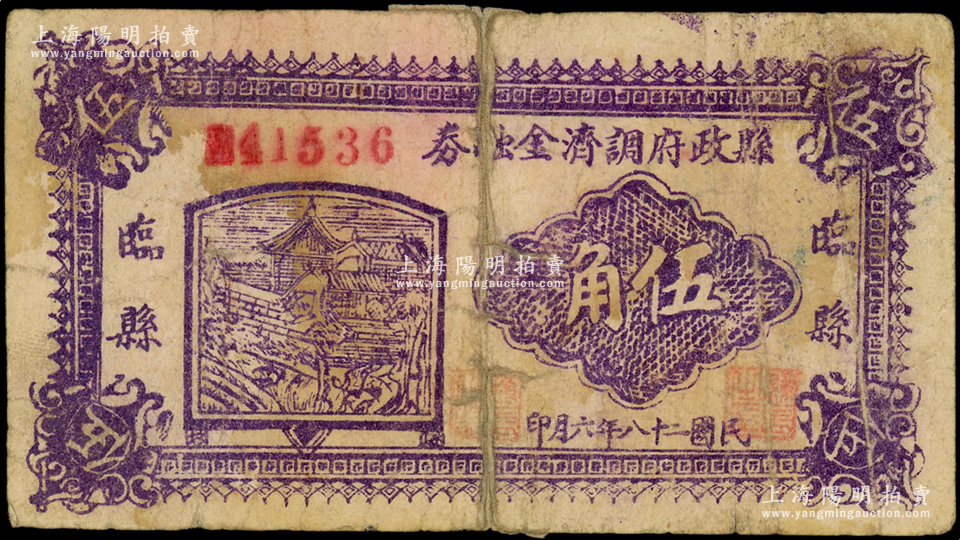 上海陽明拍賣
www.yangmingauction.com
縣政府調濟金融券
41536
臨縣
臨縣
伍角
上海陽明拍賣
www.yangmingauction.com
民國二十八年六月印
伍
伍
伍
伍
上海陽明拍賣
www.yangmingauction.com